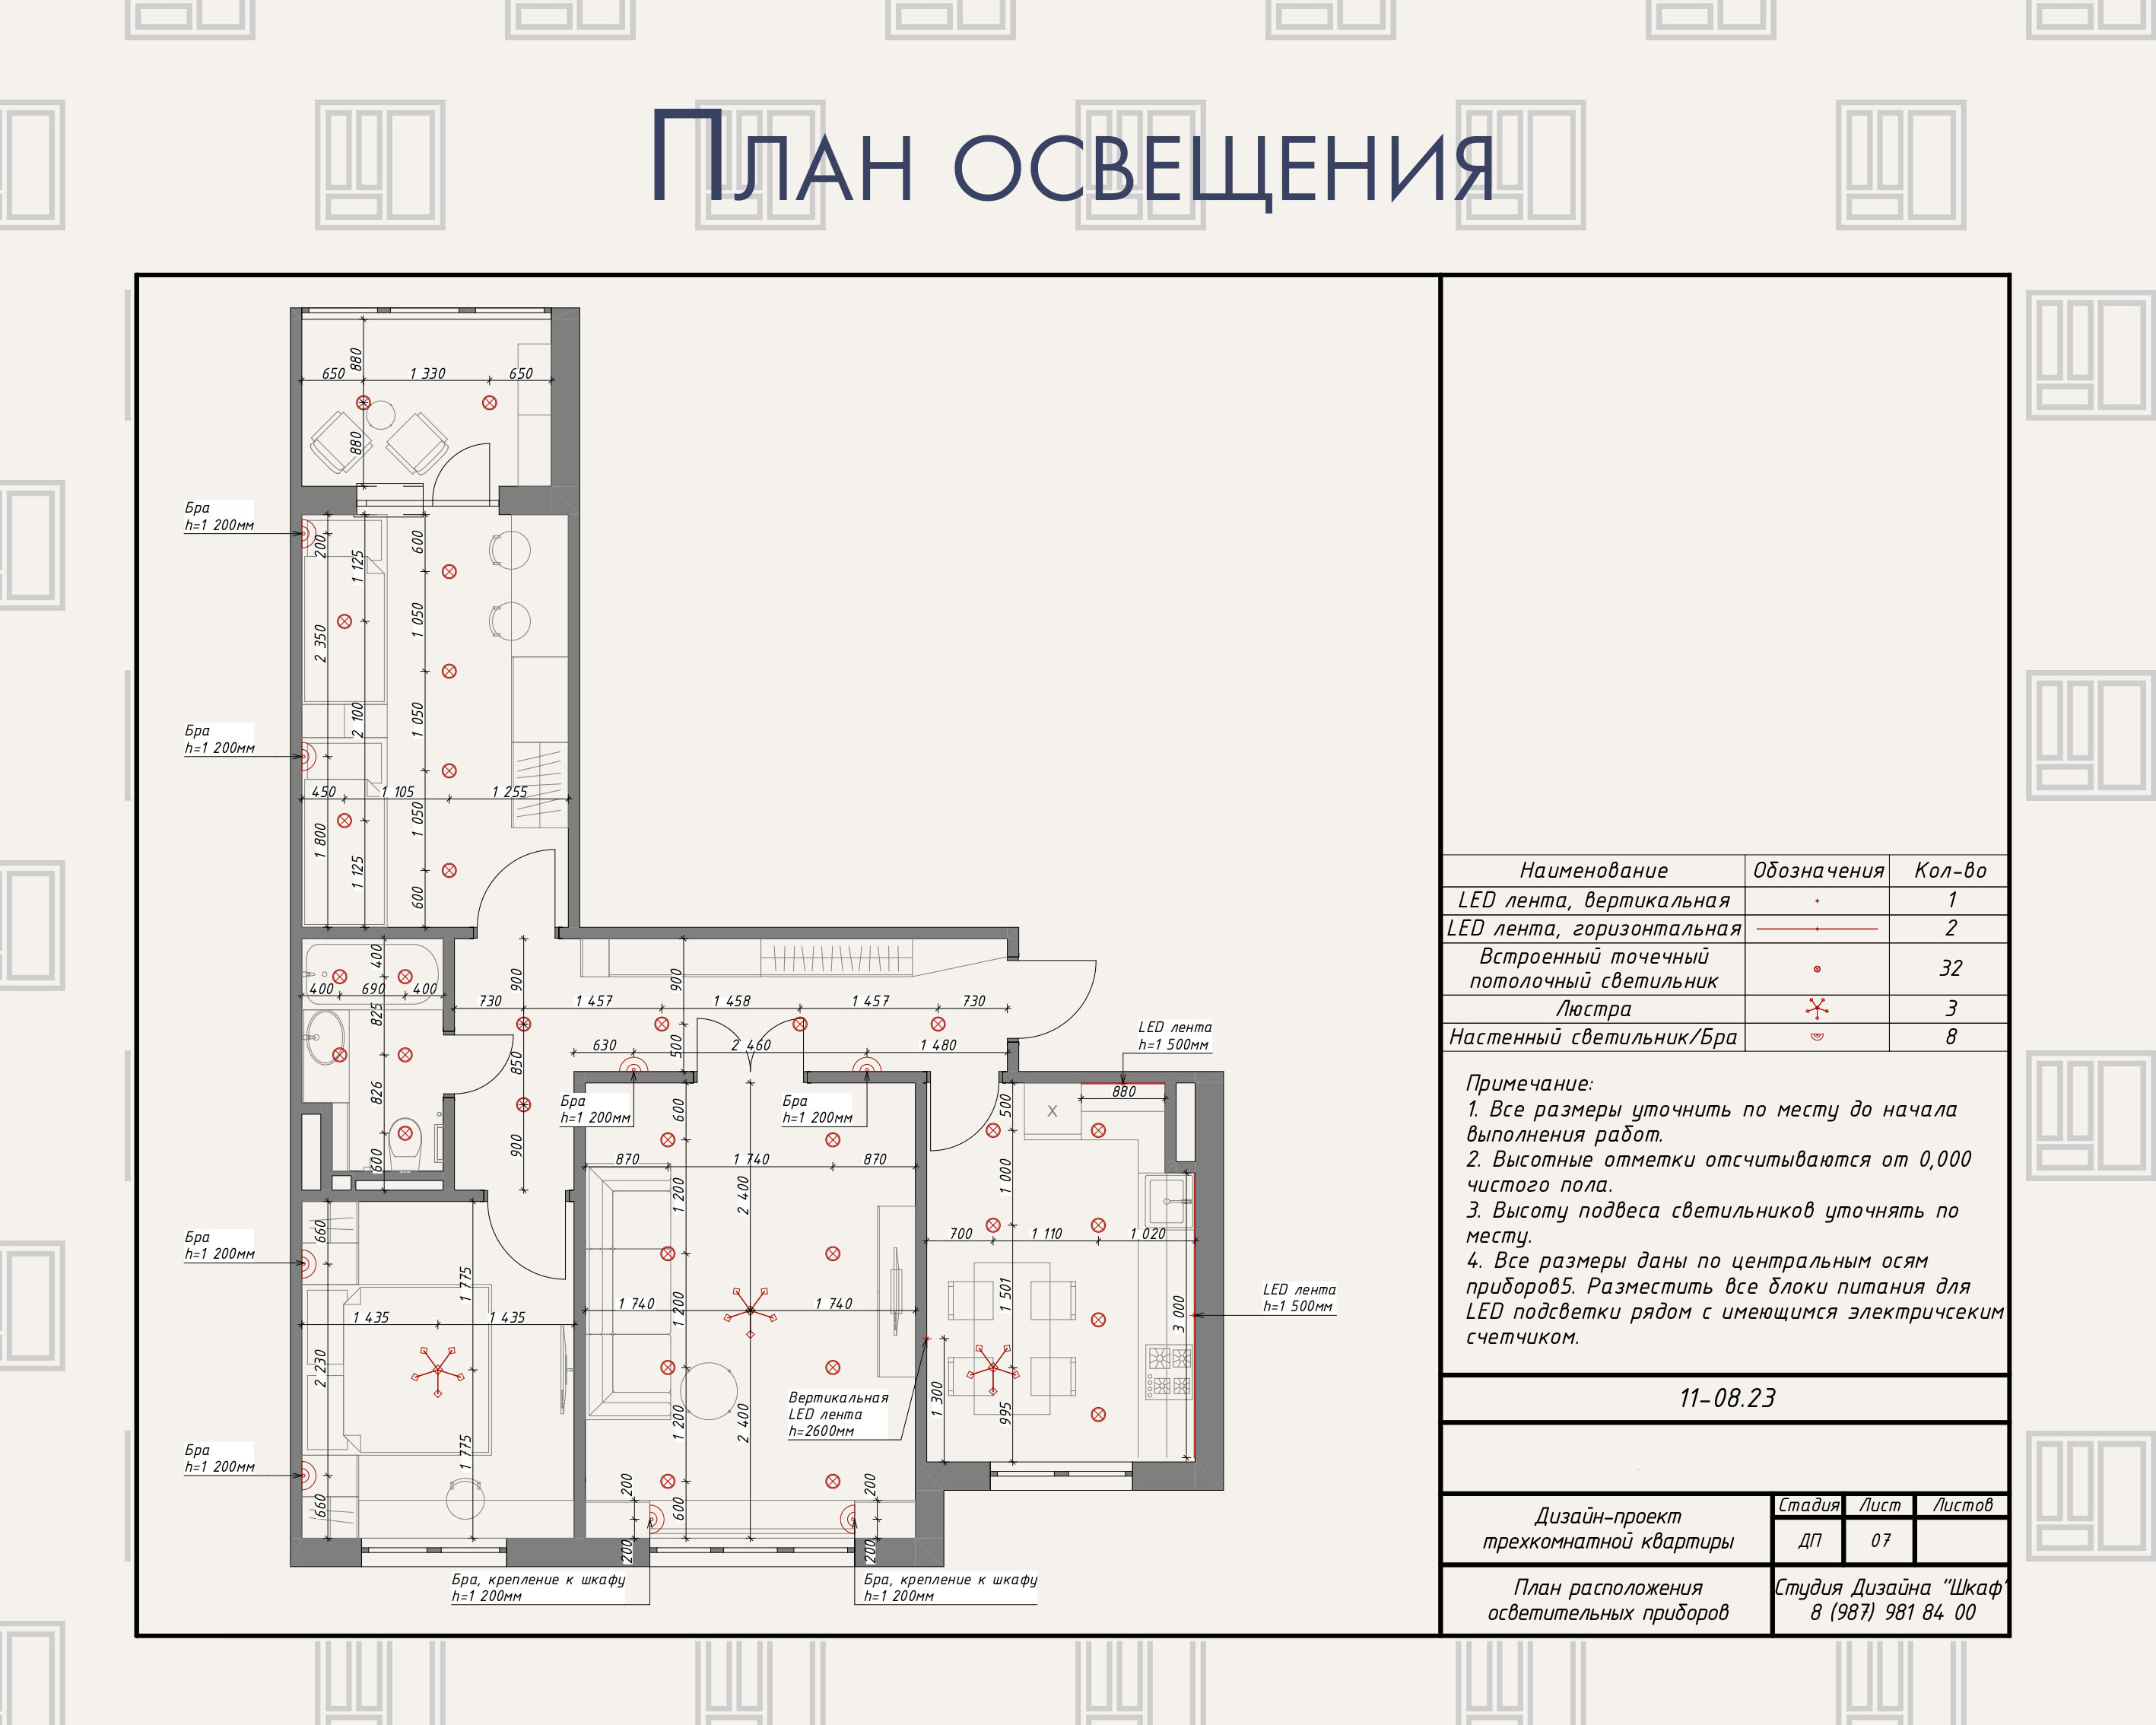 План освещения
880
650
1 330
650
880
Бра
h=1 200мм
200
1 125
600
1 050
2 350
Бра
h=1 200мм
2 100
1 050
450
1 105
1 255
1 800
1 050
1 125
600
400
900
900
400
690
400
825
730
1 457
1 458
1 457
730
850
500
630
2 460
1 480
LED лента
h=1 500мм
826
Бра
h=1 200мм
Бра
h=1 200мм
880
X
600
500
600
900
870
1 740
870
1 200
2 400
1 000
Бра
h=1 200мм
660
700
1 110
1 020
1 775
1 435
1 435
1 740
1 740
1 200
1 501
3 000
LED лента
h=1 500мм
2 230
Вертикальная
LED лента
h=2600мм
1 300
995
1 200
2 400
1 775
Бра
h=1 200мм
660
200
600
200
200
200
Бра, крепление к шкафу
h=1 200мм
Бра, крепление к шкафу
h=1 200мм
Наименование Обозначения Кол-во
LED лента, вертикальная 1
LED лента, горизонтальная 2
Встроенный точечный
потолочный светильник 32
Люстра 3
Настенный светильник/Бра 8
Примечание:
1. Все размеры уточнить по месту до начала
выполнения работ.
2. Высотные отметки отсчитываются от 0,000
чистого пола.
3. Высоту подвеса светильников уточнять по
месту.
4. Все размеры даны по центральным осям
приборов5. Разместить все блоки питания для
LED подсветки рядом с имеющимся электричсеким
счетчиком.
11-08.23
Дизайн-проект
трехкомнатной квартиры
Стадия Лист Листов
ДП 07
План расположения
осветительных приборов
Студия Дизайна "Шкаф"
8 (987) 981 84 00